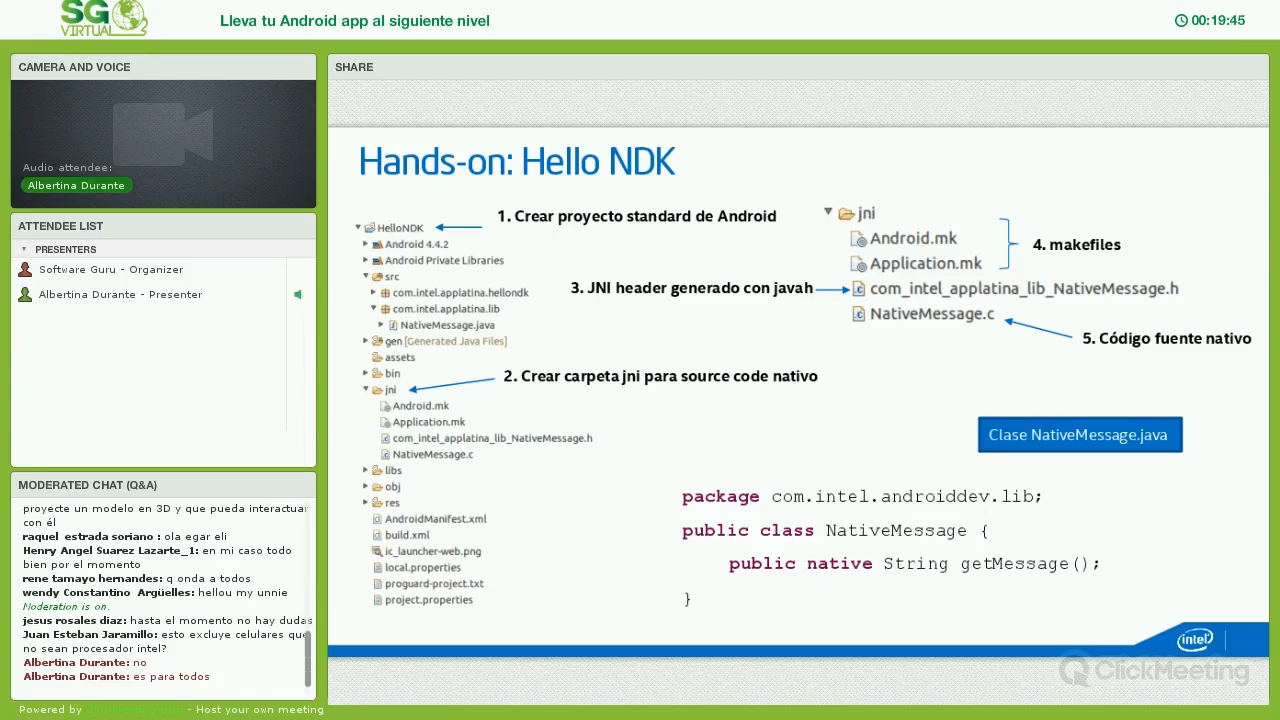 SG
VIRTUAL
Lleva tu Android app al siguiente nivel
00:19:45
CAMERA AND VOICE
Audio attendee:
Albertina Durante
ATTENDEE LIST
PRESENTERS
Software Guru - Organizer
Albertina Durante - Presenter
MODERATED CHAT (Q&A)
proyecte un modelo en 3D y que pueda interactuar
con él
raquel estrada soriano : ola egar eli
Henry Angel Suarez Lazarte_1: en mi caso todo
bien por el momento
rene tamayo hernandes: q onda a todos
wendy Constantino Argüelles: hellou my unnie
Moderation is on.
jesus rosales diaz: hasta el momento no hay dudas
Juan Esteban Jaramillo: esto excluye celulares que
no sean procesador intel?
Albertina Durante: no
Albertina Durante: es para todos
Powered by
- Host your own meeting
SHARE
Hands-on: Hello NDK
1. Crear proyecto standard de Android
HelloNDK
Android 4.4.2
Android Private Libraries
src
com.intel.applatina.hellondk
com.intel.applatina.lib
NativeMessage.java
gen [Generated Java Files]
assets
bin
jni
2. Crear carpeta jni para source code nativo
Android.mk
Application.mk
com_intel_applatina_lib_NativeMessage.h
NativeMessage.c
libs
obj
res
AndroidManifest.xml
build.xml
ic_launcher-web.png
local.properties
proguard-project.txt
project.properties
jni
Android.mk
Application.mk
4. makefiles
3. JNI header generado con javah
com_intel_applatina_lib_NativeMessage.h
NativeMessage.c
5. Código fuente nativo
Clase NativeMessage.java
package com.intel.androiddev.lib;
public class NativeMessage {
public native String getMessage();
}
intel
ClickMeeting